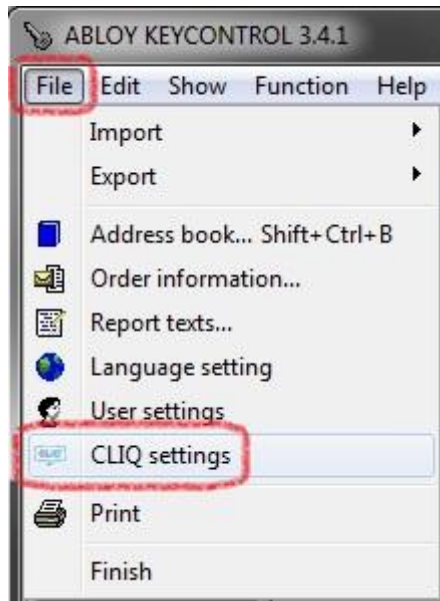 ABLOY KEYCONTROL 3.4.1
File Edit Show Function Help
Import
Export
Address book... Shift+Ctrl+B
Order information...
Report texts...
Language setting
User settings
CLIQ settings
Print
Finish